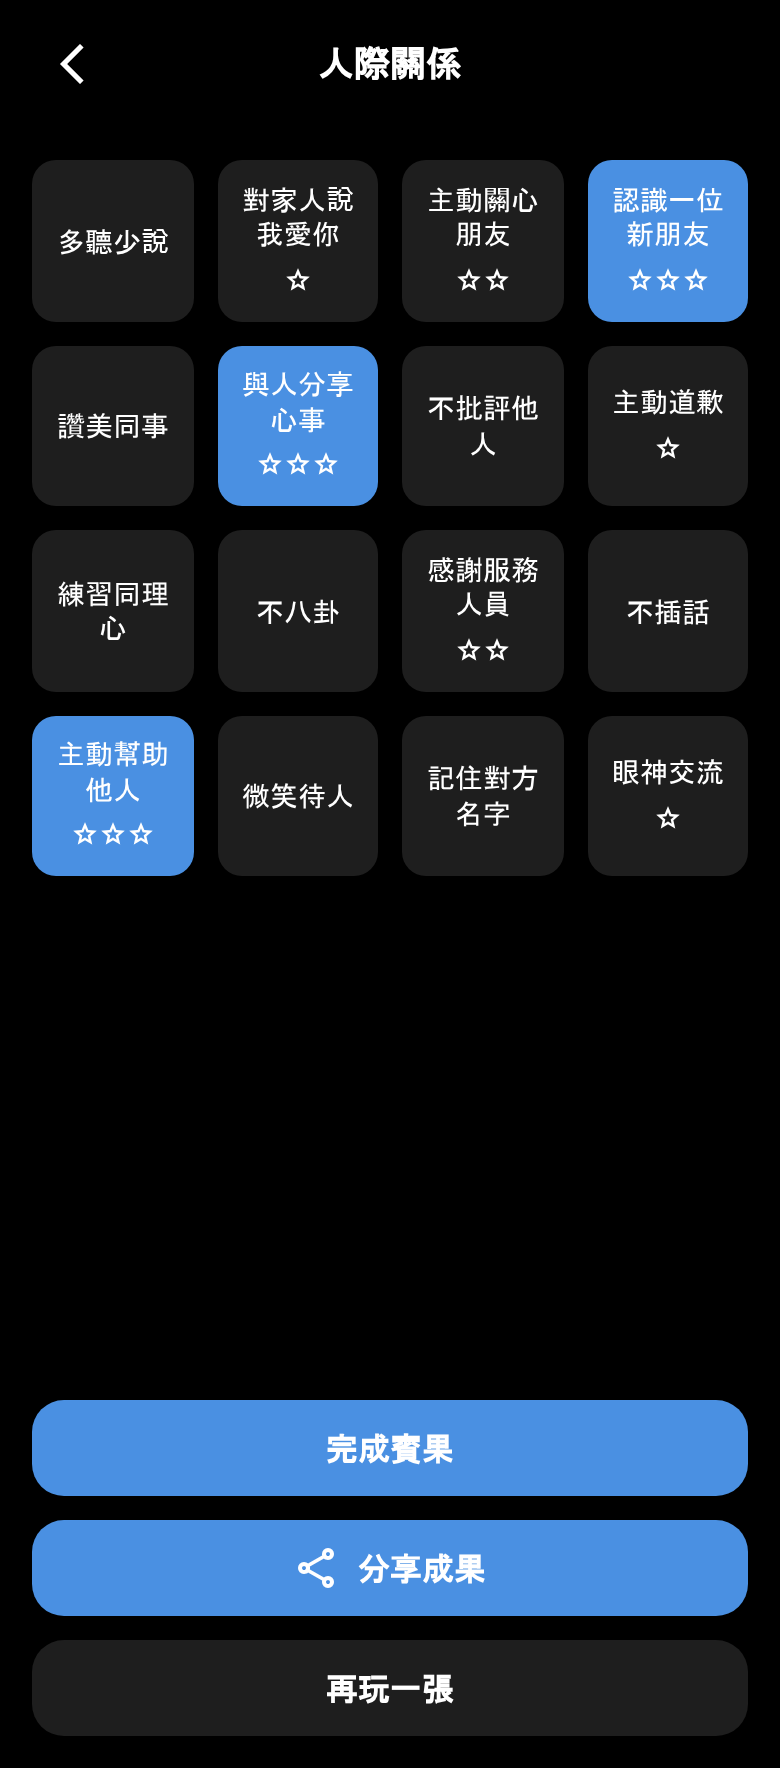 人際關係
多聽少說
對家人說
我愛你
☆
主動關心
朋友
☆☆
認識一位
新朋友
☆☆☆
讚美同事
與人分享
心事
☆☆☆
不批評他
人
主動道歉
☆
練習同理
心
不八卦
感謝服務
人員
☆☆
不插話
主動幫助
他人
☆☆☆
微笑待人
記住對方
名字
眼神交流
☆
完成賓果
分享成果
再玩一張